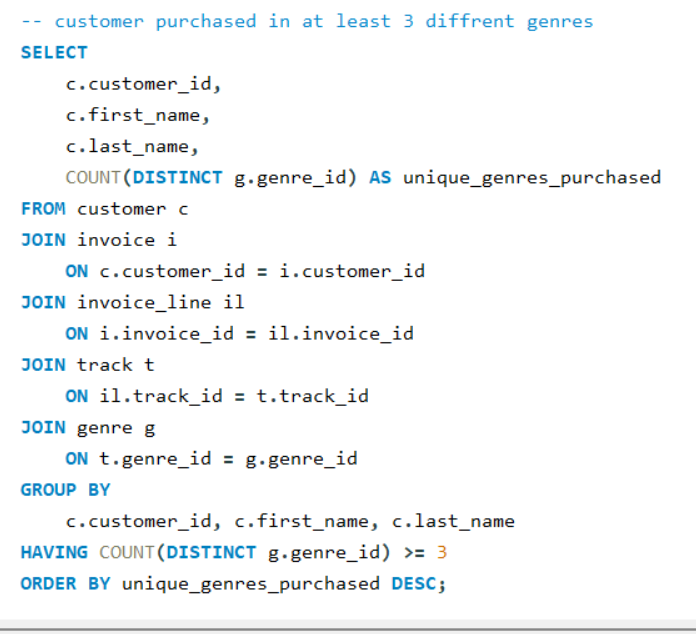 -- customer purchased in at least 3 diffrent genres
SELECT
    c.customer_id,
    c.first_name,
    c.last_name,
    COUNT(DISTINCT g.genre_id) AS unique_genres_purchased
FROM customer c
JOIN invoice i
    ON c.customer_id = i.customer_id
JOIN invoice_line il
    ON i.invoice_id = il.invoice_id
JOIN track t
    ON il.track_id = t.track_id
JOIN genre g
    ON t.genre_id = g.genre_id
GROUP BY
    c.customer_id, c.first_name, c.last_name
HAVING COUNT(DISTINCT g.genre_id) >= 3
ORDER BY unique_genres_purchased DESC;